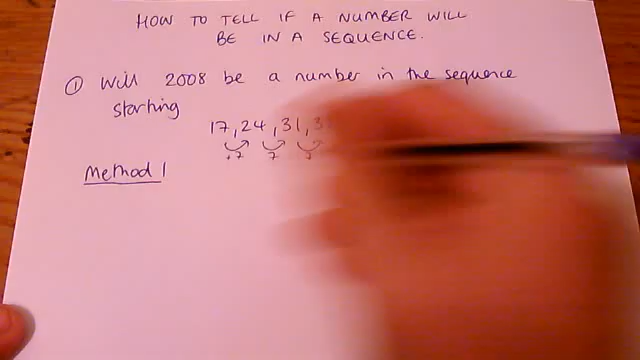 HOW TO TELL IF A NUMBER WILL
BE IN A SEQUENCE.
① Will 2008 be a number in the sequence
starting
17, 24, 31,
+7 7 7
Method 1